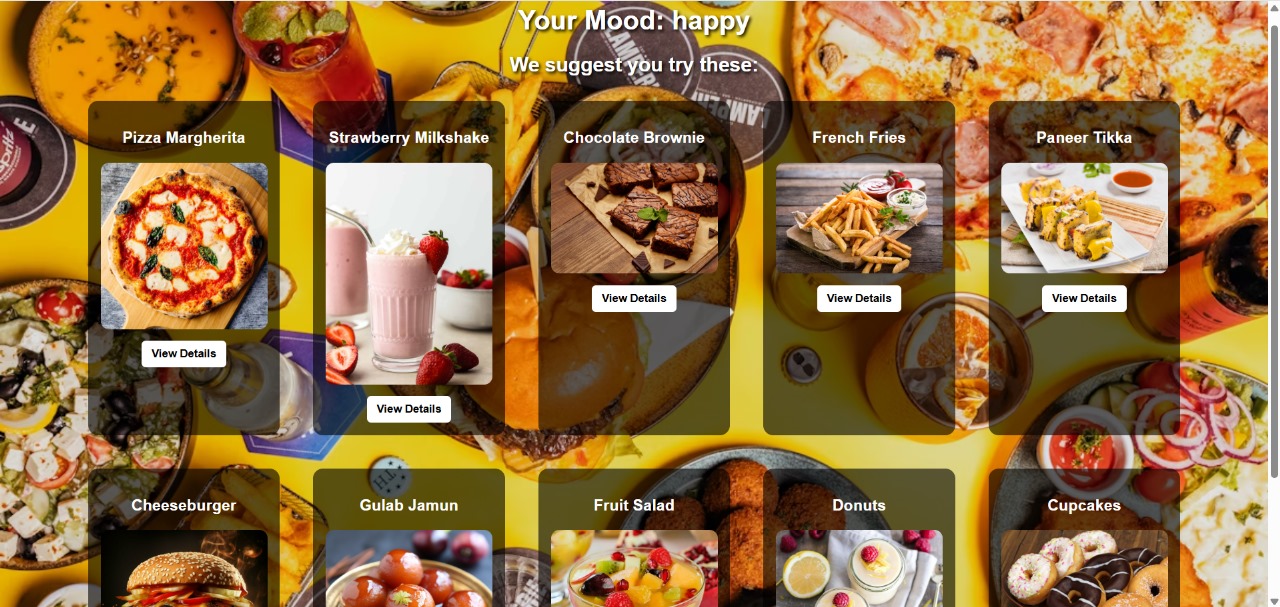 Your Mood: happy
We suggest you try these:
Pizza Margherita
Strawberry Milkshake
Chocolate Brownie
French Fries
Paneer Tikka
View Details
View Details
View Details
View Details
View Details
Cheeseburger
Gulab Jamun
Fruit Salad
Donuts
Cupcakes